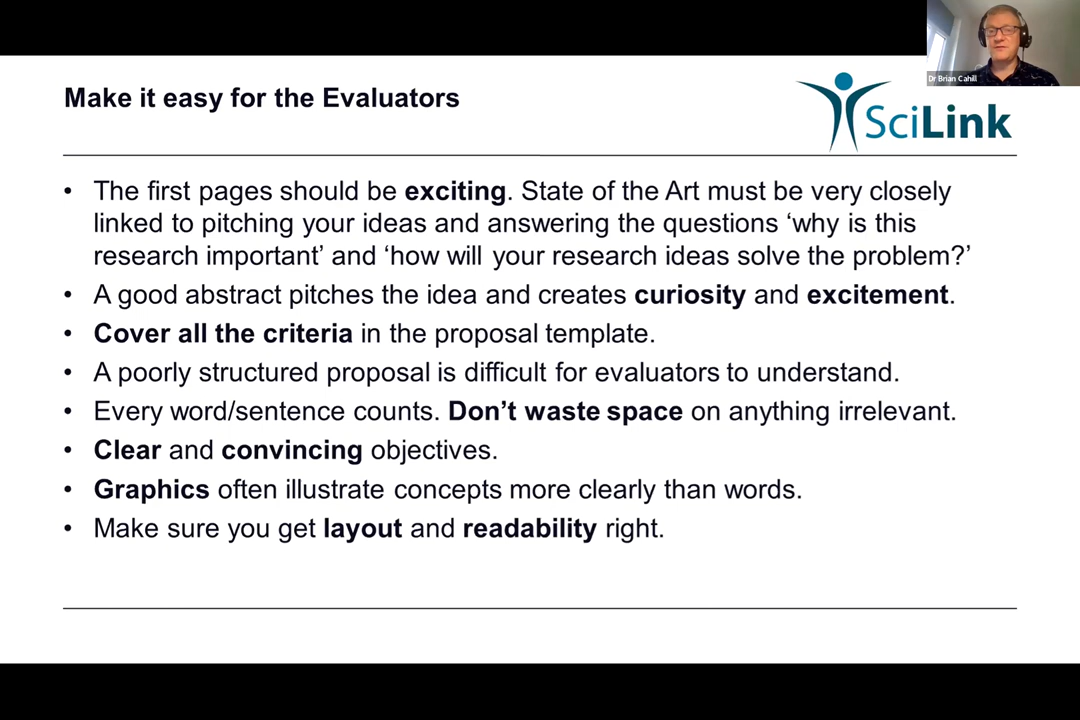 Dr Brian Cahill
Make it easy for the Evaluators
SciLink
• The first pages should be exciting. State of the Art must be very closely
linked to pitching your ideas and answering the questions ‘why is this
research important’ and ‘how will your research ideas solve the problem?’
• A good abstract pitches the idea and creates curiosity and excitement.
• Cover all the criteria in the proposal template.
• A poorly structured proposal is difficult for evaluators to understand.
• Every word/sentence counts. Don’t waste space on anything irrelevant.
• Clear and convincing objectives.
• Graphics often illustrate concepts more clearly than words.
• Make sure you get layout and readability right.